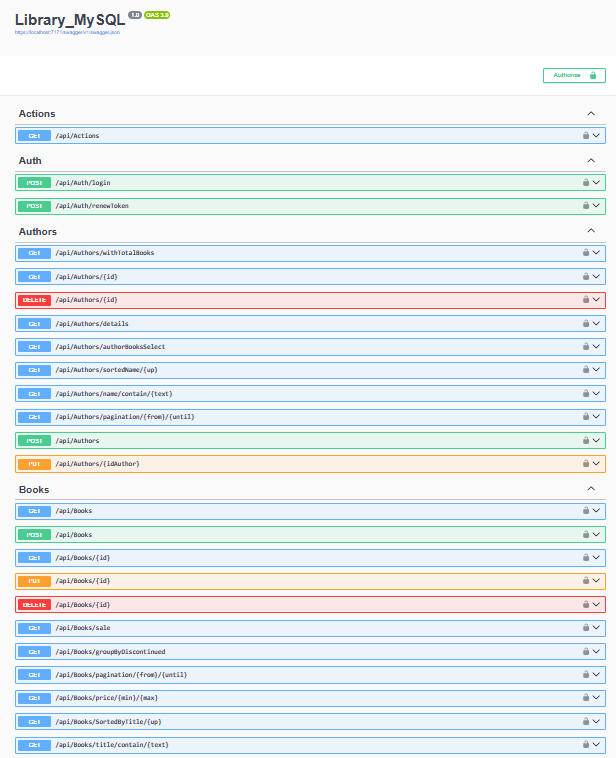 Library_MySQL 1.0 OAS 3.0
https://localhost:7171/swagger/v1/swagger.json
Authorize
Actions
GET /api/Actions
Auth
POST /api/Auth/login
POST /api/Auth/renewToken
Authors
GET /api/Authors/withTotalBooks
GET /api/Authors/{id}
DELETE /api/Authors/{id}
GET /api/Authors/details
GET /api/Authors/authorBooksSelect
GET /api/Authors/sortedName/{up}
GET /api/Authors/name/contain/{text}
GET /api/Authors/pagination/{from}/{until}
POST /api/Authors
PUT /api/Authors/{idAuthor}
Books
GET /api/Books
POST /api/Books
GET /api/Books/{id}
PUT /api/Books/{id}
DELETE /api/Books/{id}
GET /api/Books/sale
GET /api/Books/groupByDiscontinued
GET /api/Books/pagination/{from}/{until}
GET /api/Books/price/{min}/{max}
GET /api/Books/SortedByTitle/{up}
GET /api/Books/title/contain/{text}